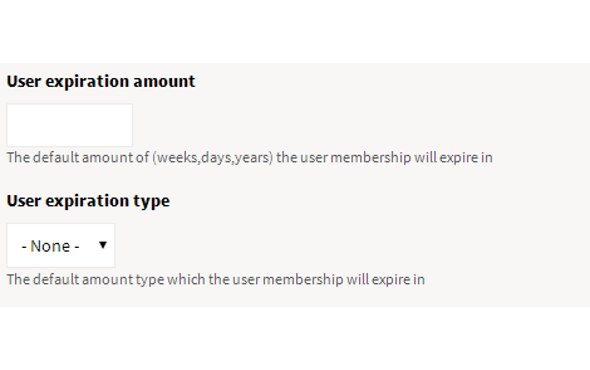 User expiration amount
The default amount of (weeks,days,years) the user membership will expire in
User expiration type
- None -
The default amount type which the user membership will expire in